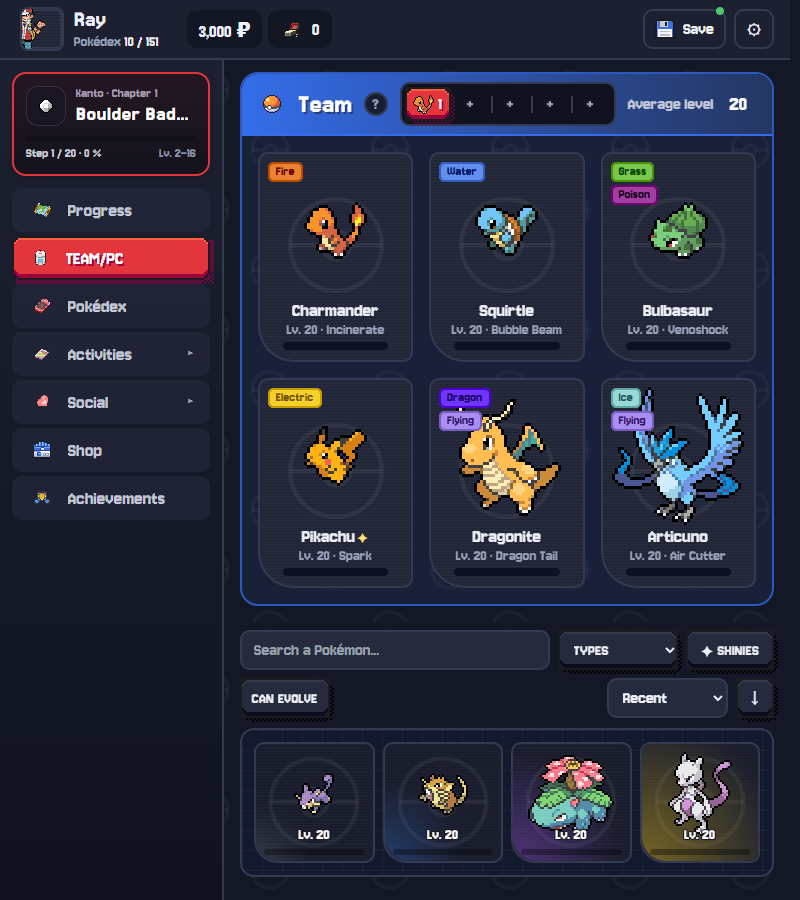 Ray
Pokédex 10 / 151
3,000 ₽
0
Save
Kanto · Chapter 1
Boulder Bad...
Step 1 / 20 · 0 %
Lv. 2–16
Progress
TEAM/PC
Pokédex
Activities
Social
Shop
Achievements
Team
?
1
+
+
+
+
Average level 20
Fire
Charmander
Lv. 20 · Incinerate
Water
Squirtle
Lv. 20 · Bubble Beam
Grass
Poison
Bulbasaur
Lv. 20 · Venoshock
Electric
Pikachu
Lv. 20 · Spark
Dragon
Flying
Dragonite
Lv. 20 · Dragon Tail
Ice
Flying
Articuno
Lv. 20 · Air Cutter
Search a Pokémon...
TYPES
✦ SHINIES
CAN EVOLVE
Recent
↓
Lv. 20
Lv. 20
Lv. 20
Lv. 20